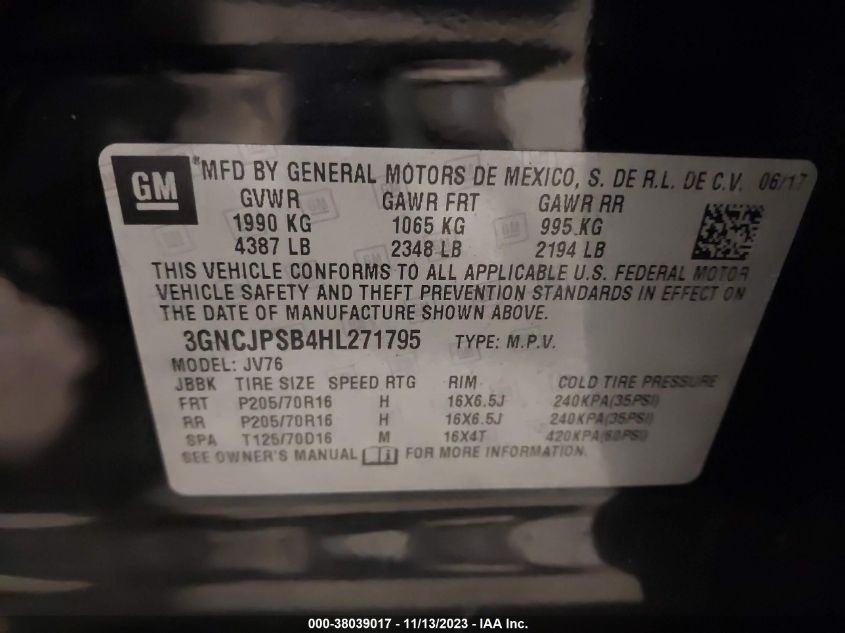 GM
®MFD BY GENERAL MOTORS DE MEXICO, S. DE R.L. DE C.V. 06/17
GVWR GAWR FRT GAWR RR
1990 KG 1065 KG 995 KG
4387 LB 2348 LB 2194 LB
THIS VEHICLE CONFORMS TO ALL APPLICABLE U.S. FEDERAL MOTOR
VEHICLE SAFETY AND THEFT PREVENTION STANDARDS IN EFFECT ON
THE DATE OF MANUFACTURE SHOWN ABOVE.
3GNCJPSB4HL271795 TYPE: M.P.V.
MODEL: JV76
JBBK TIRE SIZE SPEED RTG RIM COLD TIRE PRESSURE
FRT P205/70R16 H 16X6.5J 240KPA(35PSI)
RR P205/70R16 H 16X6.5J 240KPA(35PSI)
SPA T125/70D16 M 16X4T 420KPA(60PSI)
SEE OWNER'S MANUAL FOR MORE INFORMATION.
000-38039017 - 11/13/2023 - IAA Inc.